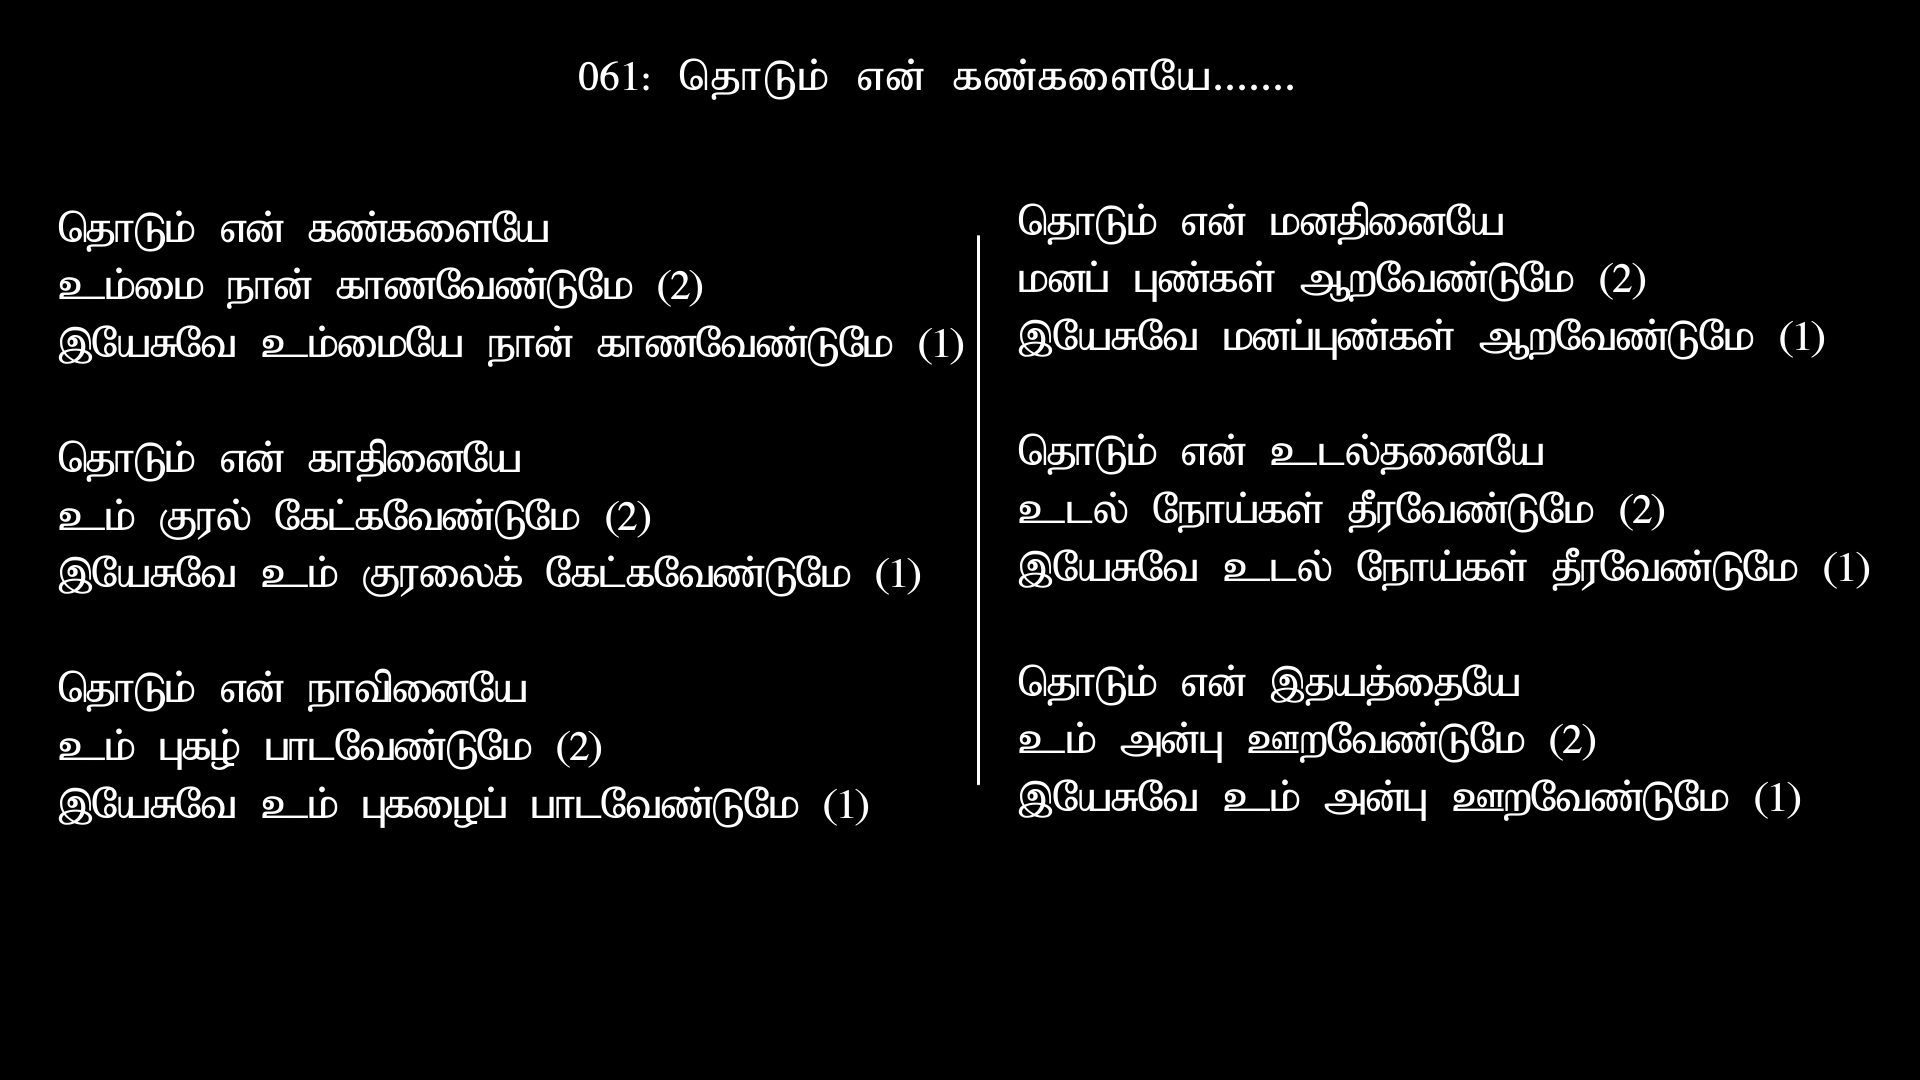 061: தொடும் என் கண்களையே.......
தொடும் என் கண்களையே
உம்மை நான் காணவேண்டுமே (2)
இயேசுவே உம்மையே நான் காணவேண்டுமே (1)
தொடும் என் காதினையே
உம் குரல் கேட்கவேண்டுமே (2)
இயேசுவே உம் குரலைக் கேட்கவேண்டுமே (1)
தொடும் என் நாவினையே
உம் புகழ் பாடவேண்டுமே (2)
இயேசுவே உம் புகழைப் பாடவேண்டுமே (1)
தொடும் என் மனதினையே
மனப் புண்கள் ஆறவேண்டுமே (2)
இயேசுவே மனப்புண்கள் ஆறவேண்டுமே (1)
தொடும் என் உடல்தனையே
உடல் நோய்கள் தீரவேண்டுமே (2)
இயேசுவே உடல் நோய்கள் தீரவேண்டுமே (1)
தொடும் என் இதயத்தையே
உம் அன்பு ஊறவேண்டுமே (2)
இயேசுவே உம் அன்பு ஊறவேண்டுமே (1)